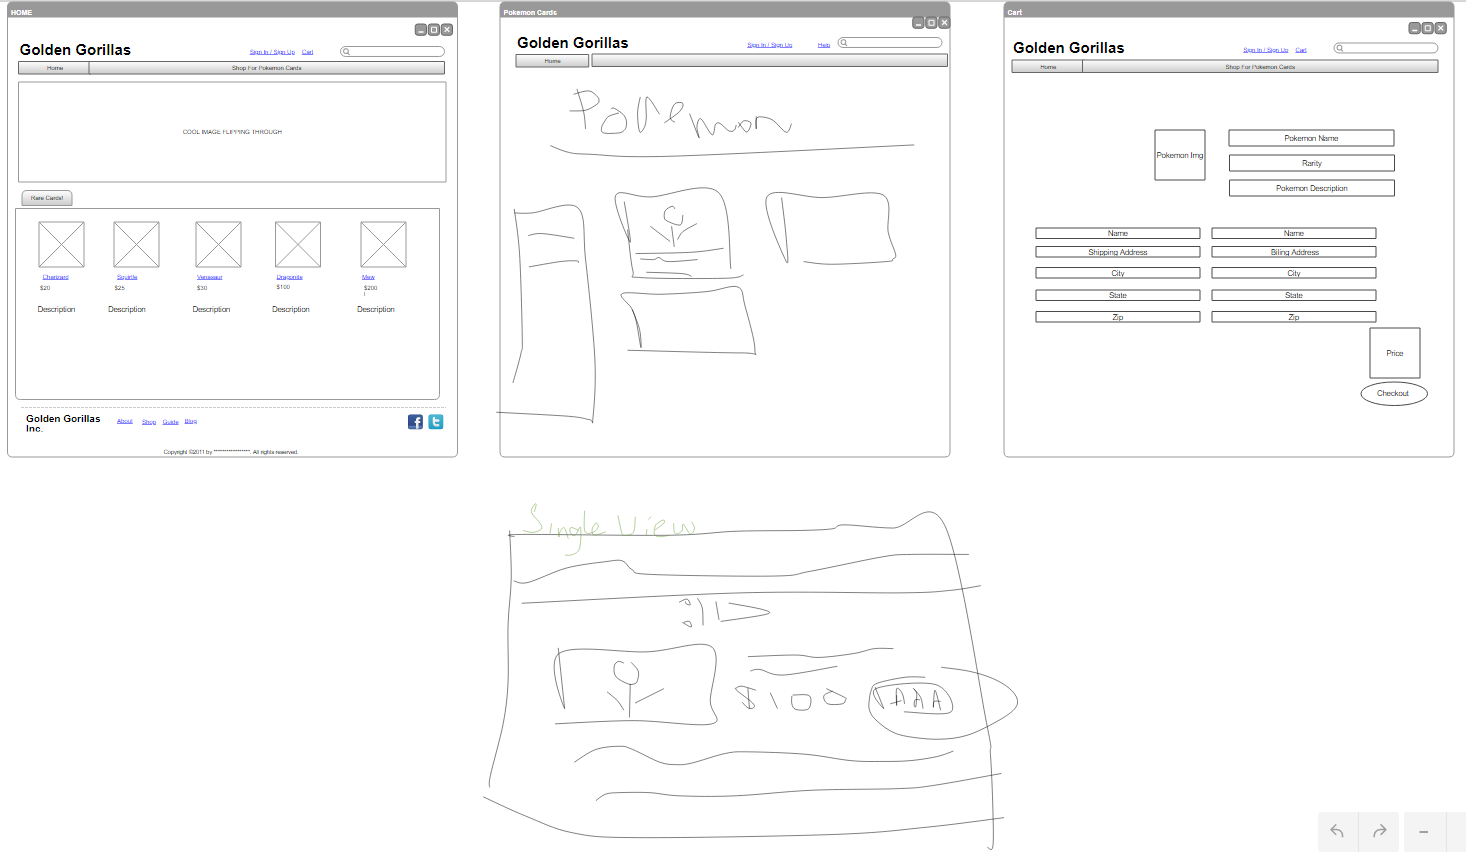 HOME
Golden Gorillas
Sign In / Sign Up Cart
Home Shop For Pokemon Cards
COOL IMAGE FLIPPING THROUGH
Rare Cards!
Charizard Squirtle Venasaur Dragonite Mew
$20 $25 $30 $100 $200
Description Description Description Description Description
Golden Gorillas Inc.
About Shop Guide Blog
Copyright ©2011 by ****************. All rights reserved.
Pokemon Cards
Golden Gorillas
Sign In / Sign Up Help
Home
Pokemon
Cart
Golden Gorillas
Sign In / Sign Up Cart
Home Shop For Pokemon Cards
Pokemon Img
Pokemon Name
Rarity
Pokemon Description
Name Name
Shipping Address Biling Address
City City
State State
Zip Zip
Price
Checkout
Single View
$100